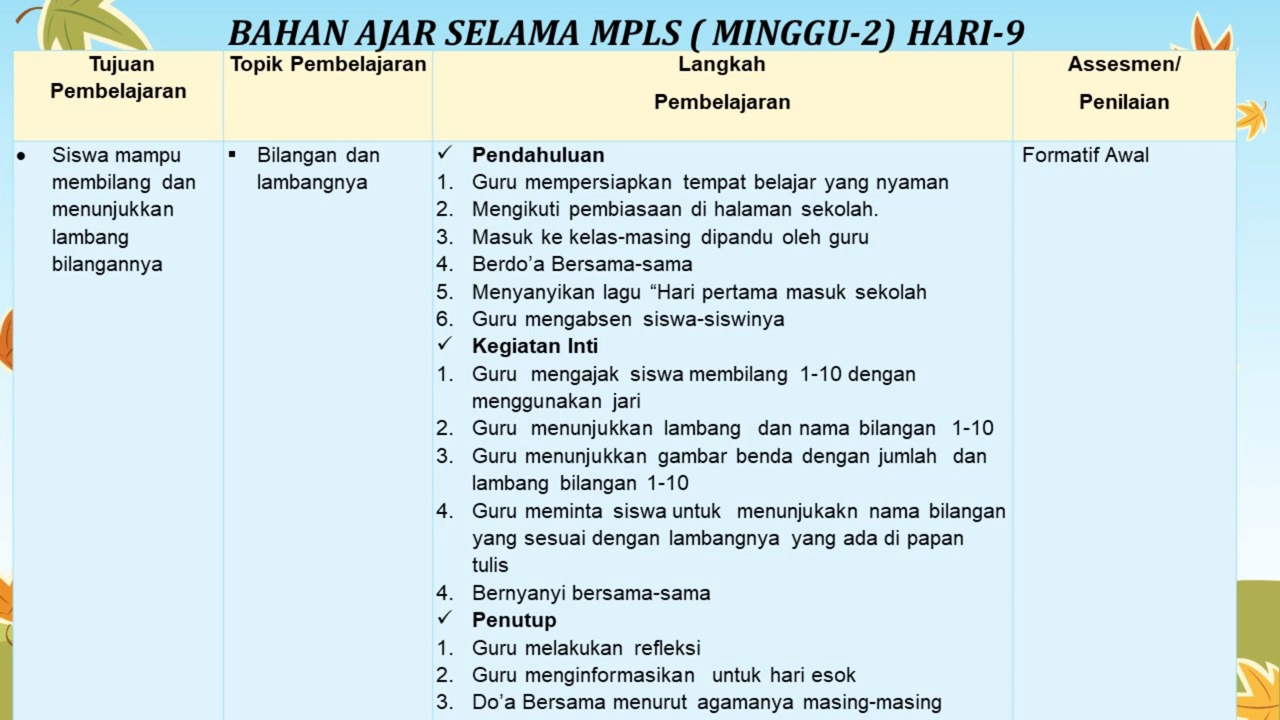 BAHAN AJAR SELAMA MPLS ( MINGGU-2) HARI-9
Tujuan
Pembelajaran
Topik Pembelajaran
Langkah
Pembelajaran
Assesmen/
Penilaian
• Siswa mampu
membilang dan
menunjukkan
lambang
bilangannya
▪ Bilangan dan
lambangnya
✓ Pendahuluan
1. Guru mempersiapkan tempat belajar yang nyaman
2. Mengikuti pembiasaan di halaman sekolah.
3. Masuk ke kelas-masing dipandu oleh guru
4. Berdo’a Bersama-sama
5. Menyanyikan lagu “Hari pertama masuk sekolah
6. Guru mengabsen siswa-siswinya
✓ Kegiatan Inti
1. Guru mengajak siswa membilang 1-10 dengan
menggunakan jari
2. Guru menunjukkan lambang dan nama bilangan 1-10
3. Guru menunjukkan gambar benda dengan jumlah dan
lambang bilangan 1-10
4. Guru meminta siswa untuk menunjukakn nama bilangan
yang sesuai dengan lambangnya yang ada di papan
tulis
4. Bernyanyi bersama-sama
✓ Penutup
1. Guru melakukan refleksi
2. Guru menginformasikan untuk hari esok
3. Do’a Bersama menurut agamanya masing-masing
Formatif Awal